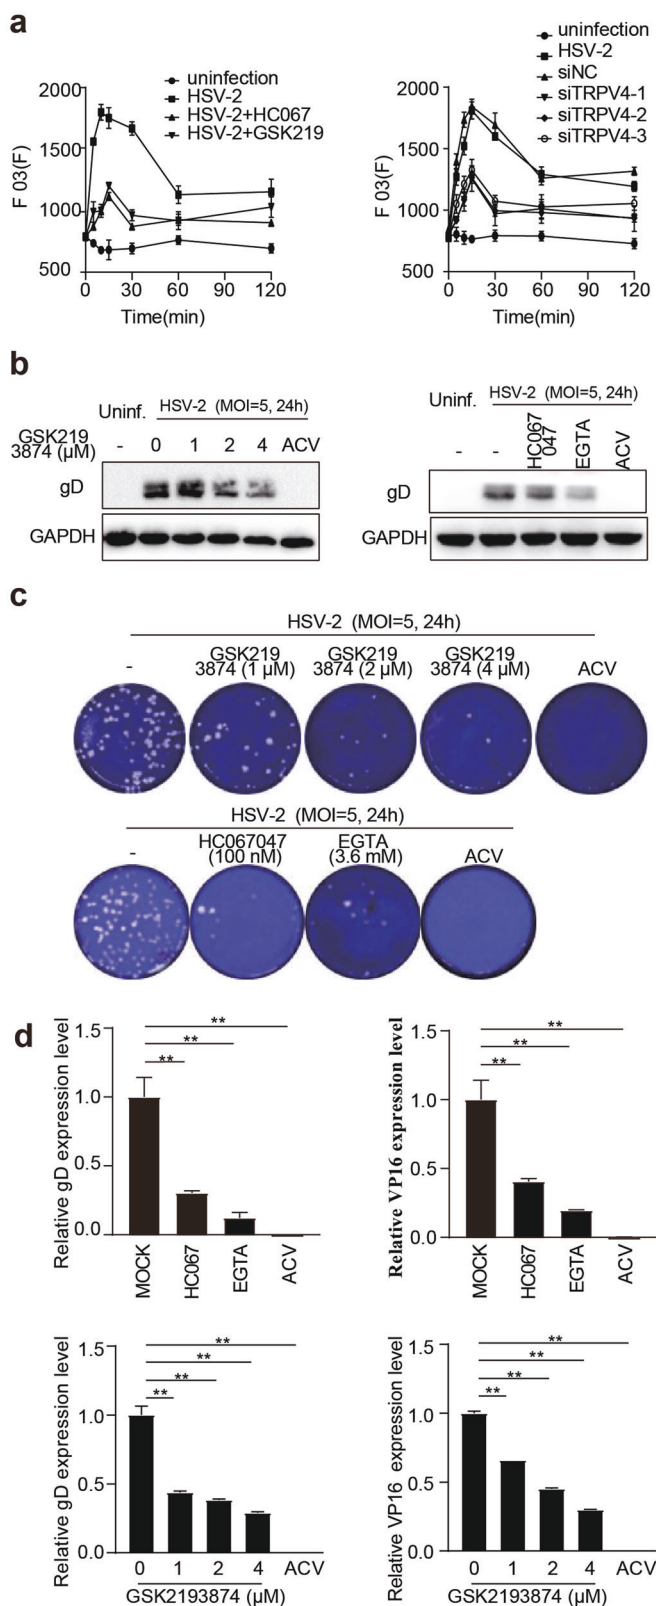 a
2000
1500
1000
500
F 03(F)
uninfection
HSV-2
HSV-2+HC067
HSV-2+GSK219
0 30 60 90 120
Time(min)
2000
1500
1000
500
F 03(F)
uninfection
HSV-2
siNC
siTRPV4-1
siTRPV4-2
siTRPV4-3
0 30 60 90 120
Time(min)
b
Uninf. HSV-2 (MOI=5, 24h)
GSK219
3874 (μM) - 0 1 2 4 ACV
gD
GAPDH
Uninf. HSV-2 (MOI=5, 24h)
- - HC067
047 EGTA ACV
gD
GAPDH
c
HSV-2 (MOI=5, 24h)
- GSK219 GSK219 GSK219 ACV
3874 (1 μM) 3874 (2 μM) 3874 (4 μM)
HSV-2 (MOI=5, 24h)
- HC067047 EGTA ACV
(100 nM) (3.6 mM)
d
Relative gD expression level
1.5
1.0
0.5
0.0
**
**
**
MOCK HC067 EGTA ACV
Relative VP16 expression level
1.5
1.0
0.5
0.0
**
**
**
MOCK HC067 EGTA ACV
Relative gD expression level
1.5
1.0
0.5
0.0
**
**
**
**
0 1 2 4 ACV
GSK2193874 (μM)
Relative VP16 expression level
1.5
1.0
0.5
0.0
**
**
**
**
0 1 2 4 ACV
GSK2193874 (μM)